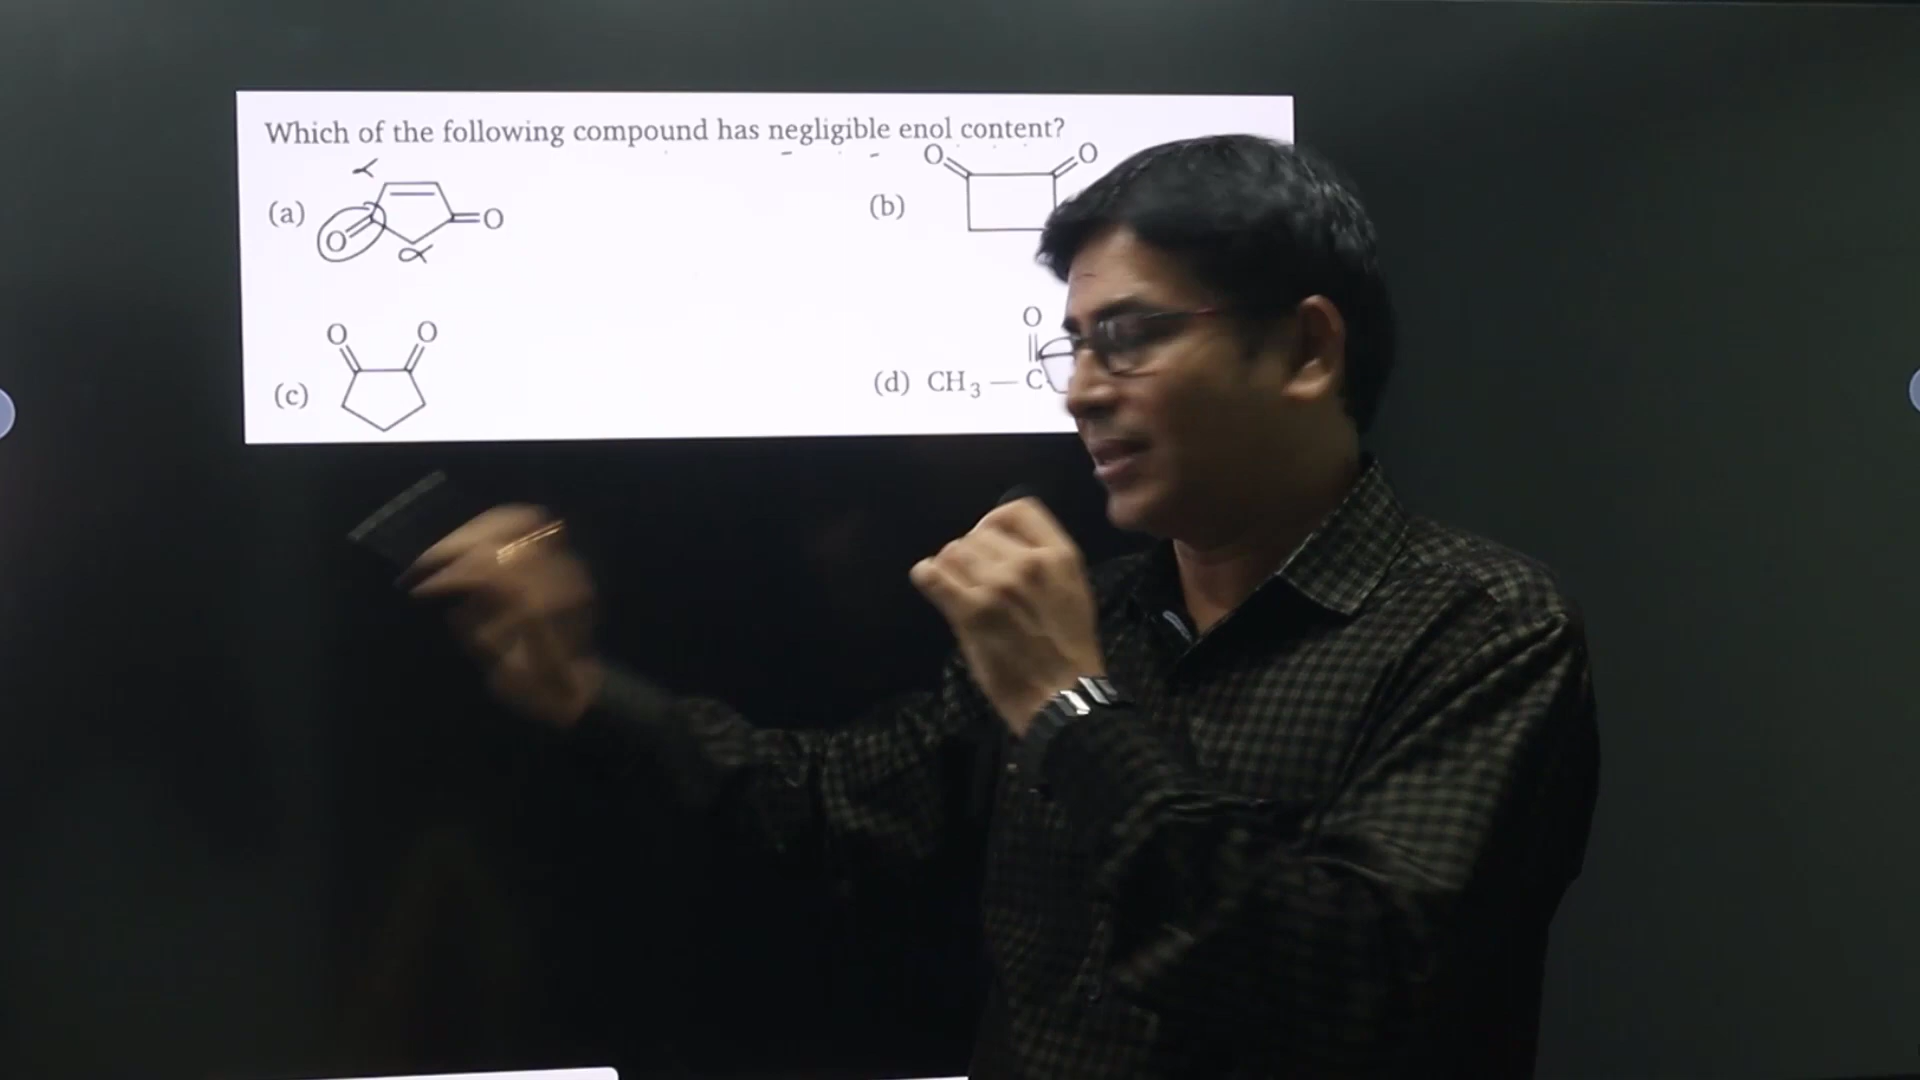 Which of the following compound has negligible enol content?
α
(a) O O α
(b) O O
(c) O O
(d) CH₃ — C O